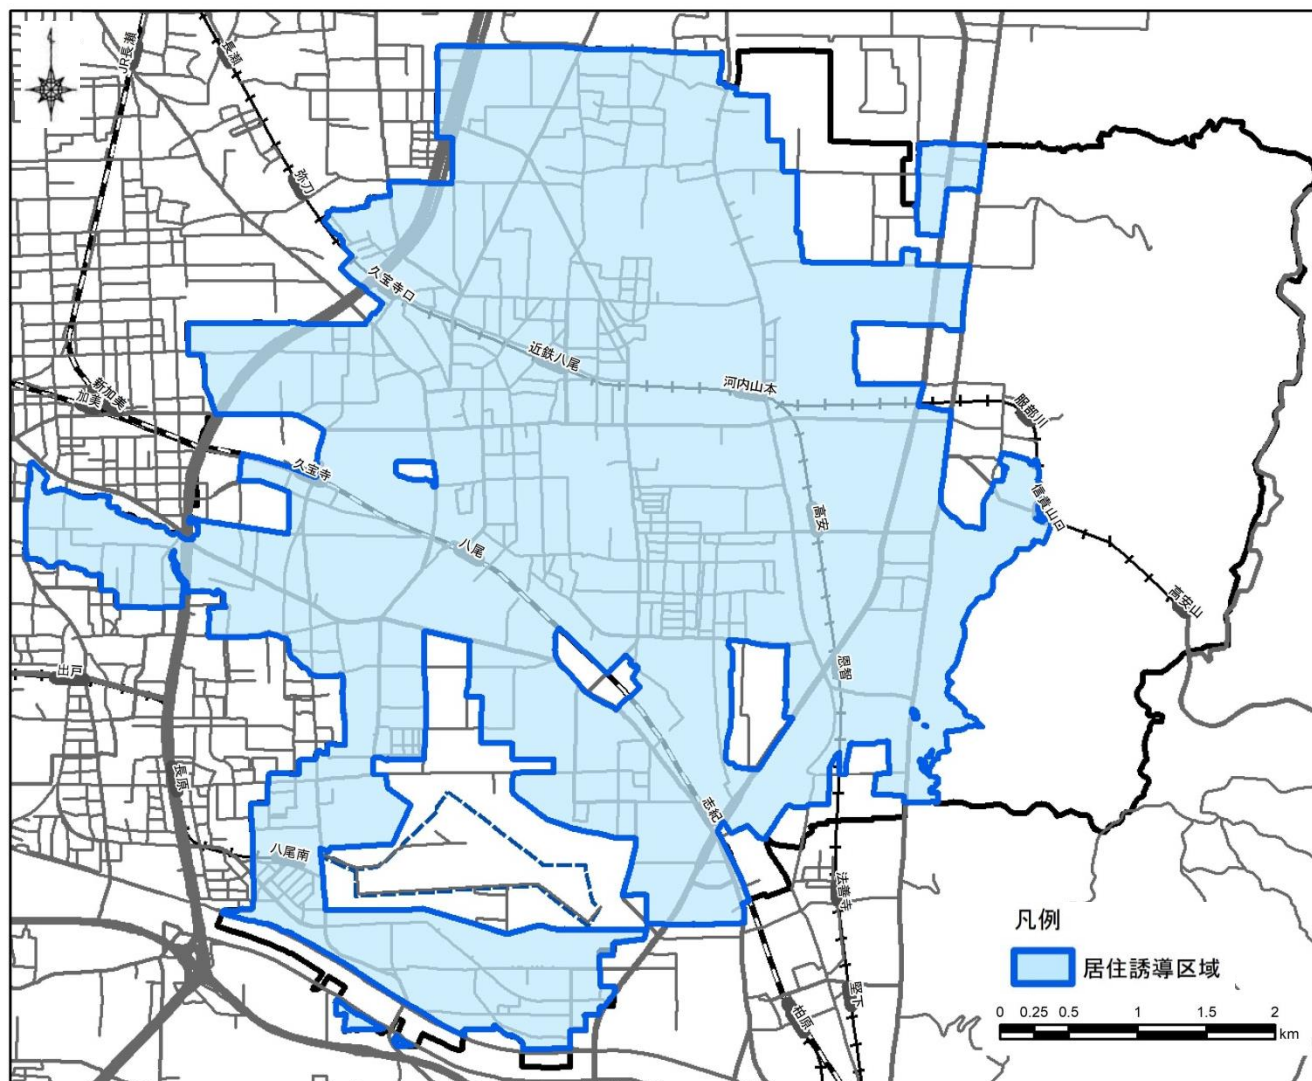 JR長瀬
長瀬
弥刀
久宝寺口
近鉄八尾
河内山本
服部川
新加美
加美
久宝寺
信貴山口
高安
八尾
高安山
出戸
恩智
長原
志紀
八尾南
法善寺
凡例
居住誘導区域
堅下
柏原
0 0.25 0.5 1 1.5 2
km